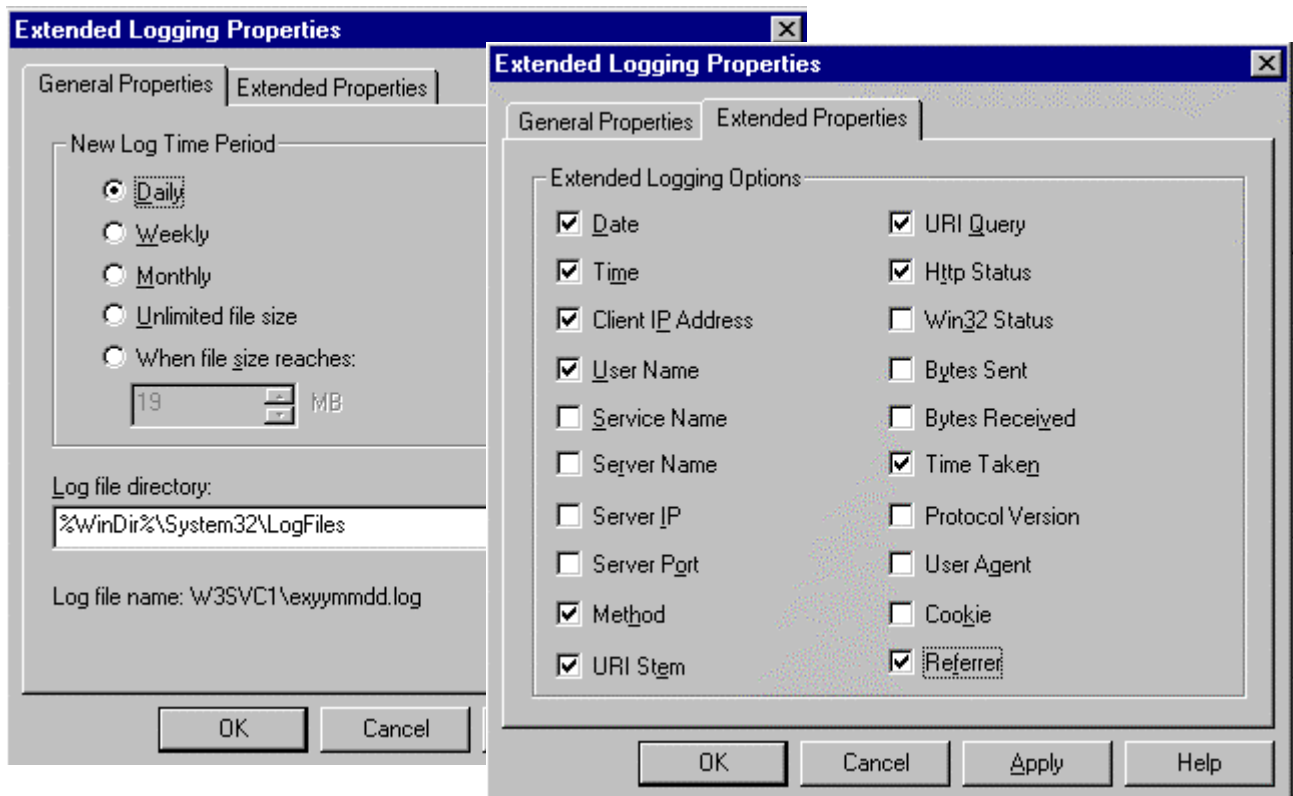 Extended Logging Properties
General Properties
Extended Properties
New Log Time Period
Daily
Weekly
Monthly
Unlimited file size
When file size reaches:
19 MB
Log file directory:
%WinDir%\System32\LogFiles
Log file name: W3SVC1\exyymmdd.log
OK
Cancel
Extended Logging Properties
General Properties
Extended Properties
Extended Logging Options
Date
Time
Client IP Address
User Name
Service Name
Server Name
Server IP
Server Port
Method
URI Stem
URI Query
Http Status
Win32 Status
Bytes Sent
Bytes Received
Time Taken
Protocol Version
User Agent
Cookie
Referrer
OK
Cancel
Apply
Help